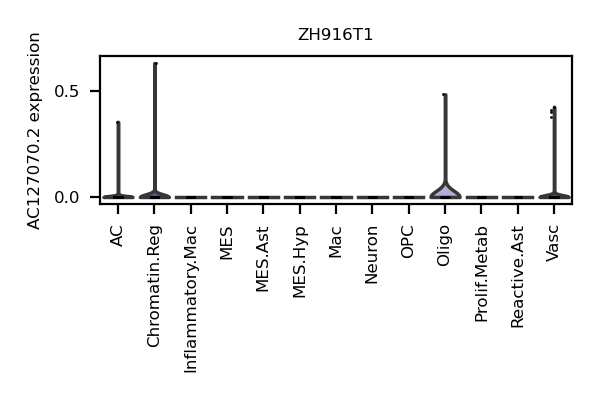 ZH916T1
AC127070.2 expression
0.5
0.0
AC
Chromatin.Reg
Inflammatory.Mac
MES
MES.Ast
MES.Hyp
Mac
Neuron
OPC
Oligo
Prolif.Metab
Reactive.Ast
Vasc